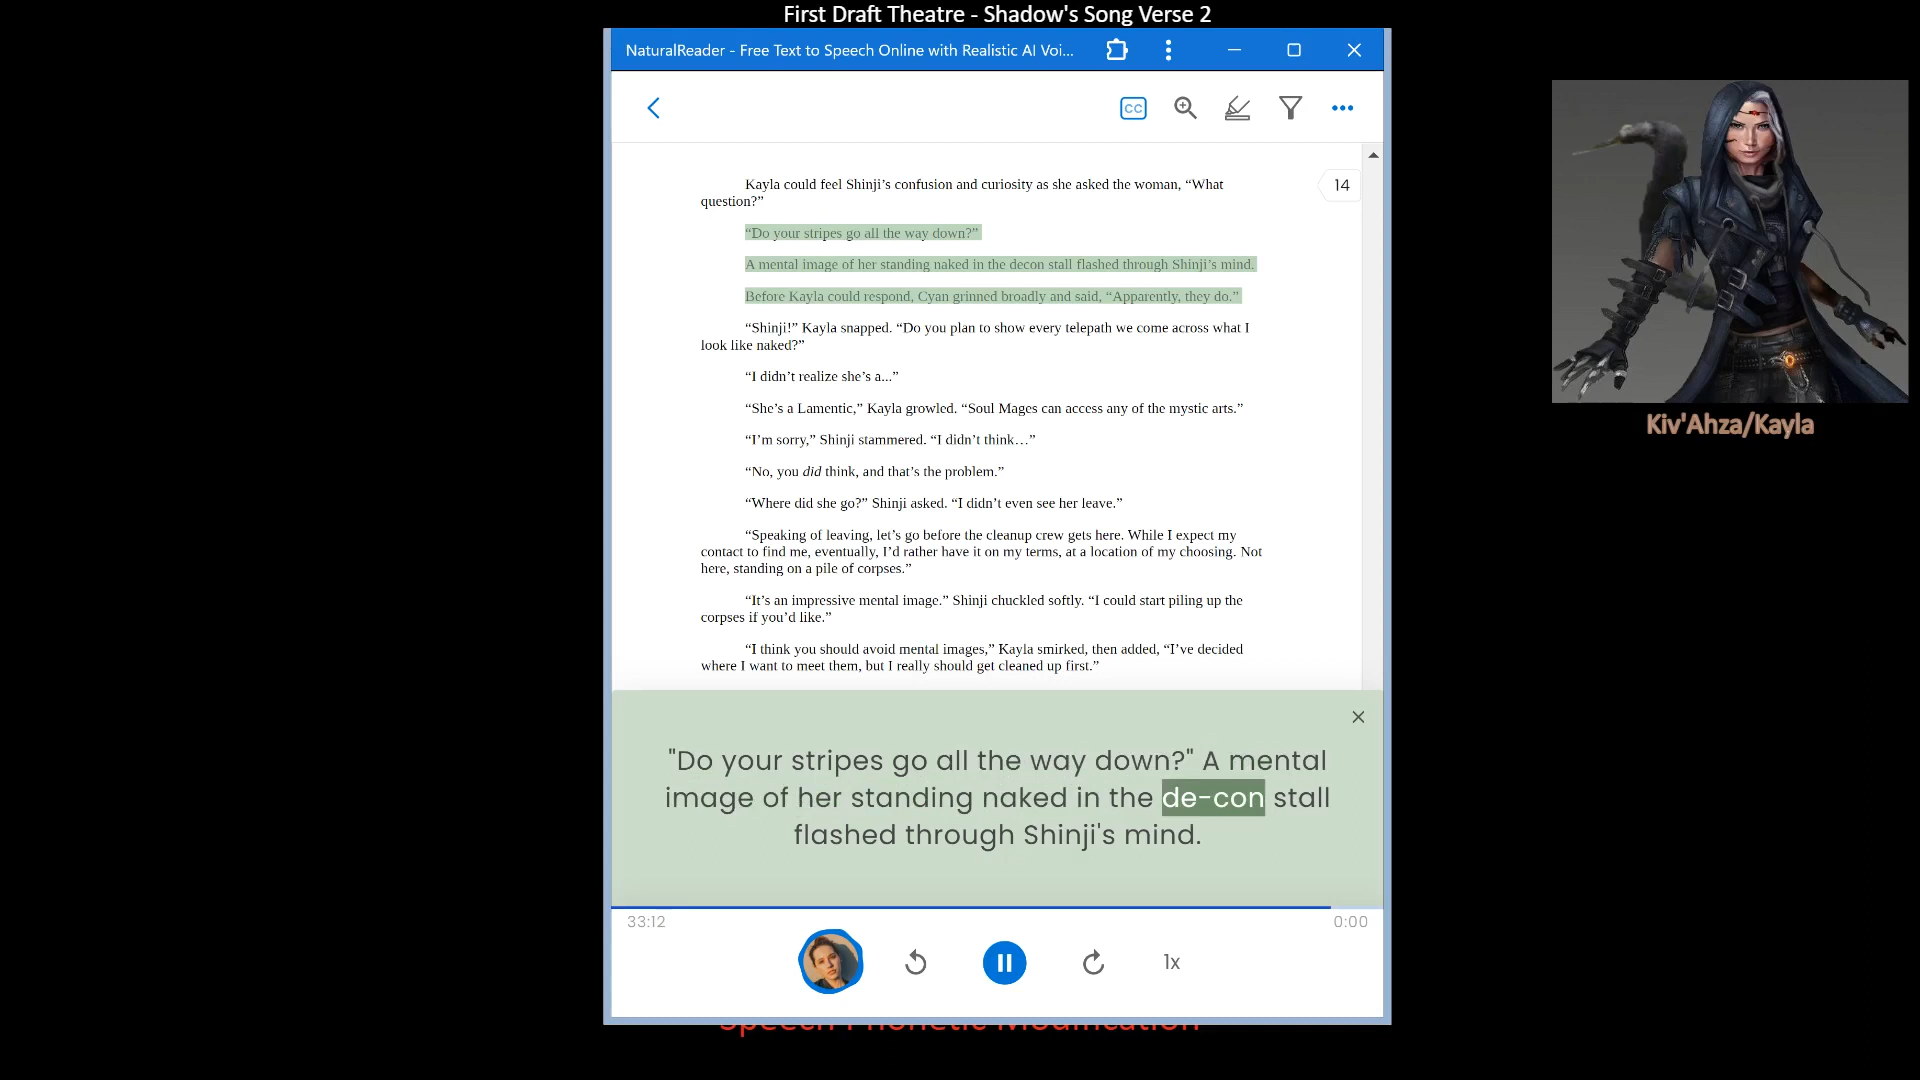 First Draft Theatre - Shadow's Song Verse 2
NaturalReader - Free Text to Speech Online with Realistic AI Voi...
CC
14
Kayla could feel Shinji’s confusion and curiosity as she asked the woman, “What
question?”
“Do your stripes go all the way down?”
A mental image of her standing naked in the decon stall flashed through Shinji’s mind.
Before Kayla could respond, Cyan grinned broadly and said, “Apparently, they do.”
“Shinji!” Kayla snapped. “Do you plan to show every telepath we come across what I
look like naked?”
“I didn’t realize she’s a...”
“She’s a Lamentic,” Kayla growled. “Soul Mages can access any of the mystic arts.”
“I’m sorry,” Shinji stammered. “I didn’t think…”
“No, you did think, and that’s the problem.”
“Where did she go?” Shinji asked. “I didn’t even see her leave.”
“Speaking of leaving, let’s go before the cleanup crew gets here. While I expect my
contact to find me, eventually, I’d rather have it on my terms, at a location of my choosing. Not
here, standing on a pile of corpses.”
“It’s an impressive mental image.” Shinji chuckled softly. “I could start piling up the
corpses if you’d like.”
“I think you should avoid mental images,” Kayla smirked, then added, “I’ve decided
where I want to meet them, but I really should get cleaned up first.”
"Do your stripes go all the way down?" A mental
image of her standing naked in the de-con stall
flashed through Shinji's mind.
33:12
0:00
1x
Speech Phonetic Modification
Kiv'Ahza/Kayla